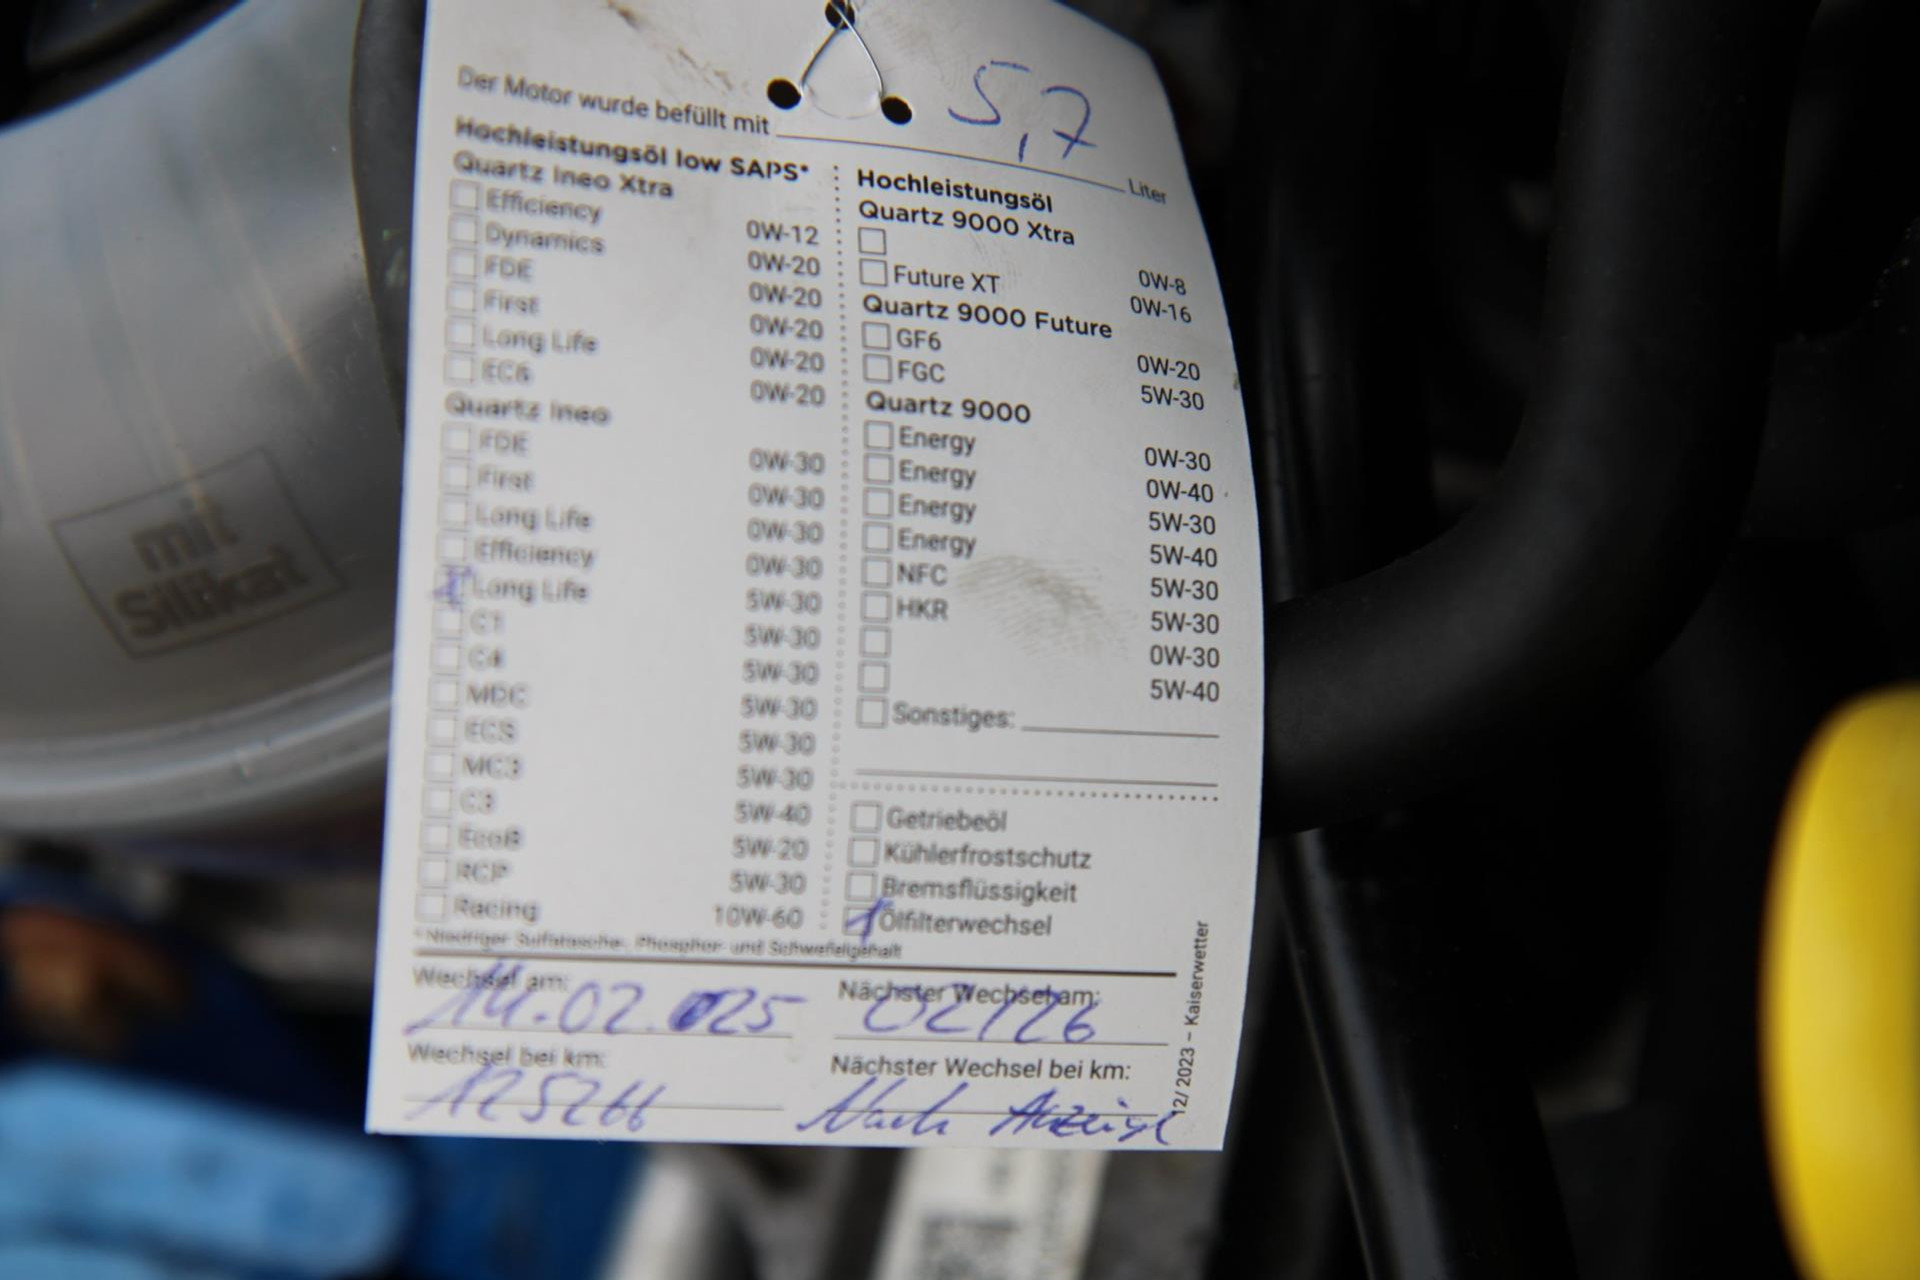 5,7
Der Motor wurde befüllt mit Liter
Hochleistungsöl low SAPS*
Quartz Ineo Xtra
Efficiency 0W-12
Dynamics 0W-20
FDE 0W-20
First 0W-20
Long Life 0W-20
EC6 0W-20
Quartz Ineo
FDE 0W-30
First 0W-30
Long Life 0W-30
Efficiency 0W-30
Long Life 5W-30
C1 5W-30
C4 5W-30
MDC 5W-30
ECS 5W-30
MC3 5W-30
C3 5W-40
EcoB 5W-20
RCP 5W-30
Racing 10W-60
* Niedriger Sulfatasche-, Phosphor- und Schwefelgehalt
Hochleistungsöl
Quartz 9000 Xtra
0W-8
Future XT 0W-16
Quartz 9000 Future
GF6 0W-20
FGC 5W-30
Quartz 9000
Energy 0W-30
Energy 0W-40
Energy 5W-30
Energy 5W-40
NFC 5W-30
HKR 5W-30
0W-30
5W-40
Sonstiges:
Getriebeöl
Kühlerfrostschutz
Bremsflüssigkeit
Ölfilterwechsel
Wechsel am: Nächster Wechsel am:
14.02.025 02/26
Wechsel bei km: Nächster Wechsel bei km:
125266 Nach Anzeige
12/2023 – Kaiserwetter
mit
Silikat